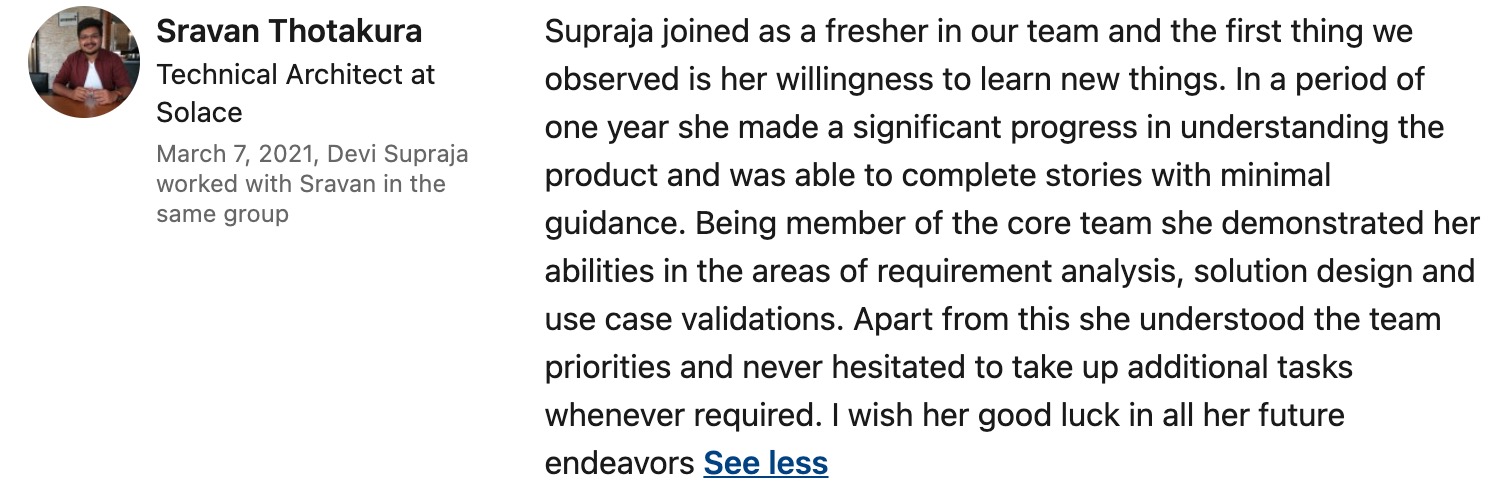 Sravan Thotakura
Technical Architect at
Solace
March 7, 2021, Devi Supraja
worked with Sravan in the
same group
Supraja joined as a fresher in our team and the first thing we
observed is her willingness to learn new things. In a period of
one year she made a significant progress in understanding the
product and was able to complete stories with minimal
guidance. Being member of the core team she demonstrated her
abilities in the areas of requirement analysis, solution design and
use case validations. Apart from this she understood the team
priorities and never hesitated to take up additional tasks
whenever required. I wish her good luck in all her future
endeavors See less